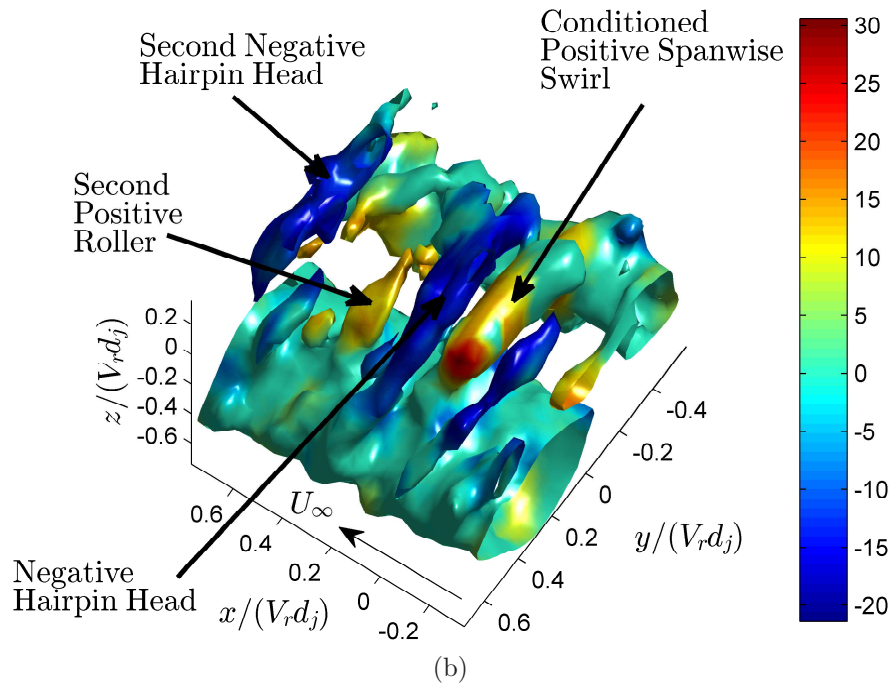 Conditioned
Positive Spanwise
Swirl
Second Negative
Hairpin Head
Second
Positive
Roller
Negative
Hairpin Head
z/(V_r d_j)
0.2
0
-0.2
-0.4
-0.6
U_∞
x/(V_r d_j)
0.6
0.4
0.2
0
-0.2
y/(V_r d_j)
-0.4
-0.2
0
0.2
0.4
0.6
30
25
20
15
10
5
0
-5
-10
-15
-20
(b)